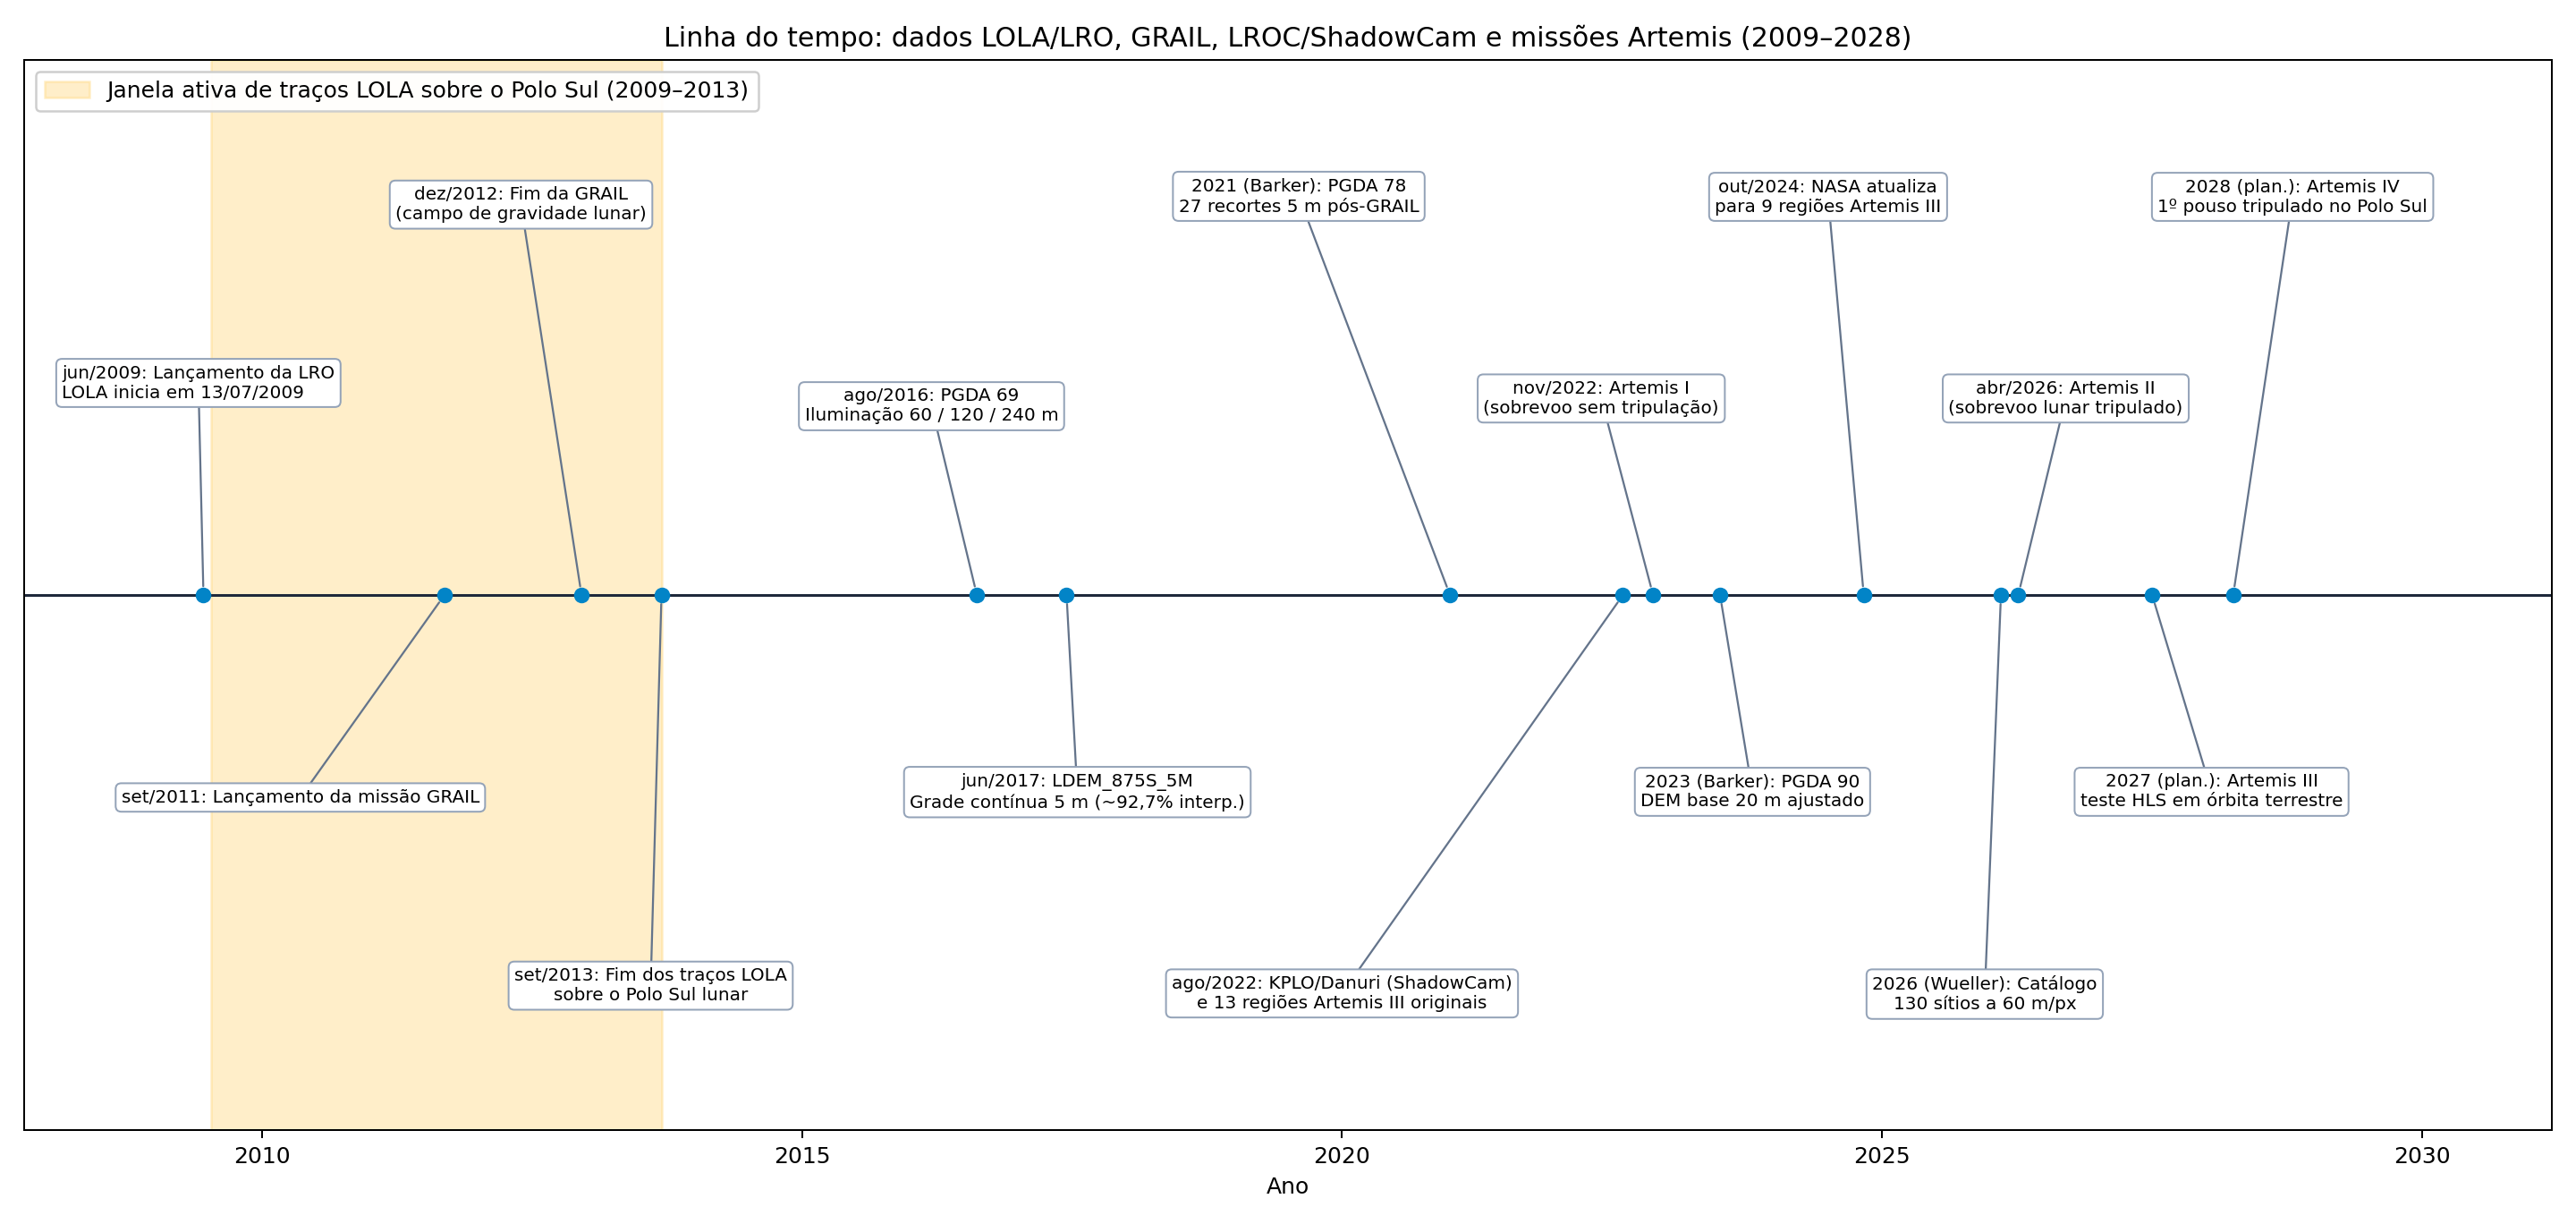 Linha do tempo: dados LOLA/LRO, GRAIL, LROC/ShadowCam e missões Artemis (2009–2028)
Janela ativa de traços LOLA sobre o Polo Sul (2009–2013)
dez/2012: Fim da GRAIL
(campo de gravidade lunar)
2021 (Barker): PGDA 78
27 recortes 5 m pós-GRAIL
out/2024: NASA atualiza
para 9 regiões Artemis III
2028 (plan.): Artemis IV
1º pouso tripulado no Polo Sul
jun/2009: Lançamento da LRO
LOLA inicia em 13/07/2009
ago/2016: PGDA 69
Iluminação 60 / 120 / 240 m
nov/2022: Artemis I
(sobrevoo sem tripulação)
abr/2026: Artemis II
(sobrevoo lunar tripulado)
set/2011: Lançamento da missão GRAIL
jun/2017: LDEM_875S_5M
Grade contínua 5 m (~92,7% interp.)
2023 (Barker): PGDA 90
DEM base 20 m ajustado
2027 (plan.): Artemis III
teste HLS em órbita terrestre
set/2013: Fim dos traços LOLA
sobre o Polo Sul lunar
ago/2022: KPLO/Danuri (ShadowCam)
e 13 regiões Artemis III originais
2026 (Wueller): Catálogo
130 sítios a 60 m/px
2010
2015
2020
2025
2030
Ano